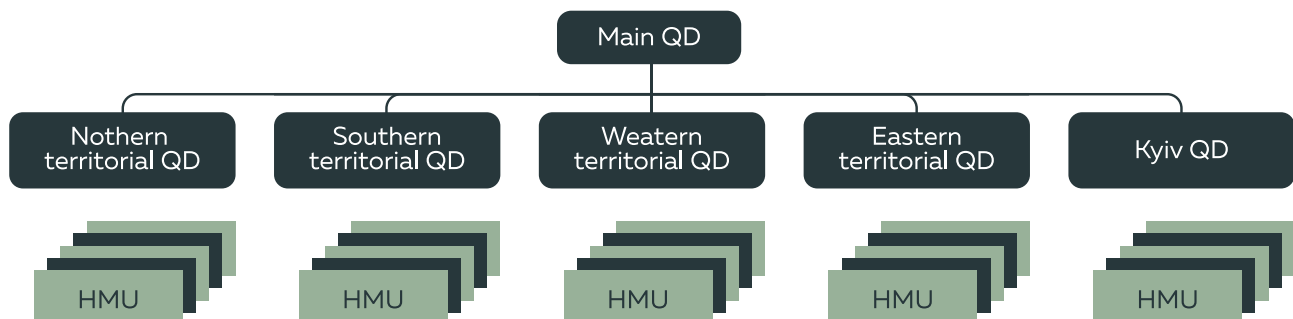 Main QD
Nothern
territorial QD
Southern
territorial QD
Weatern
territorial QD
Eastern
territorial QD
Kyiv QD
HMU
HMU
HMU
HMU
HMU